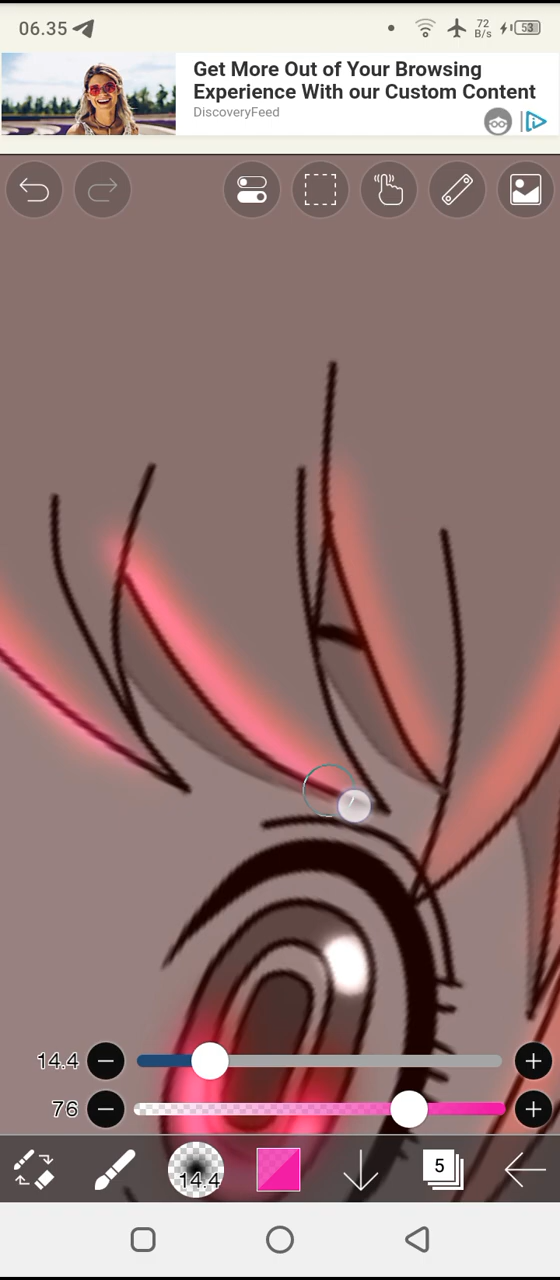 06.35
72
B/s
53
Get More Out of Your Browsing
Experience With our Custom Content
DiscoveryFeed
14.4
76
14.4
5